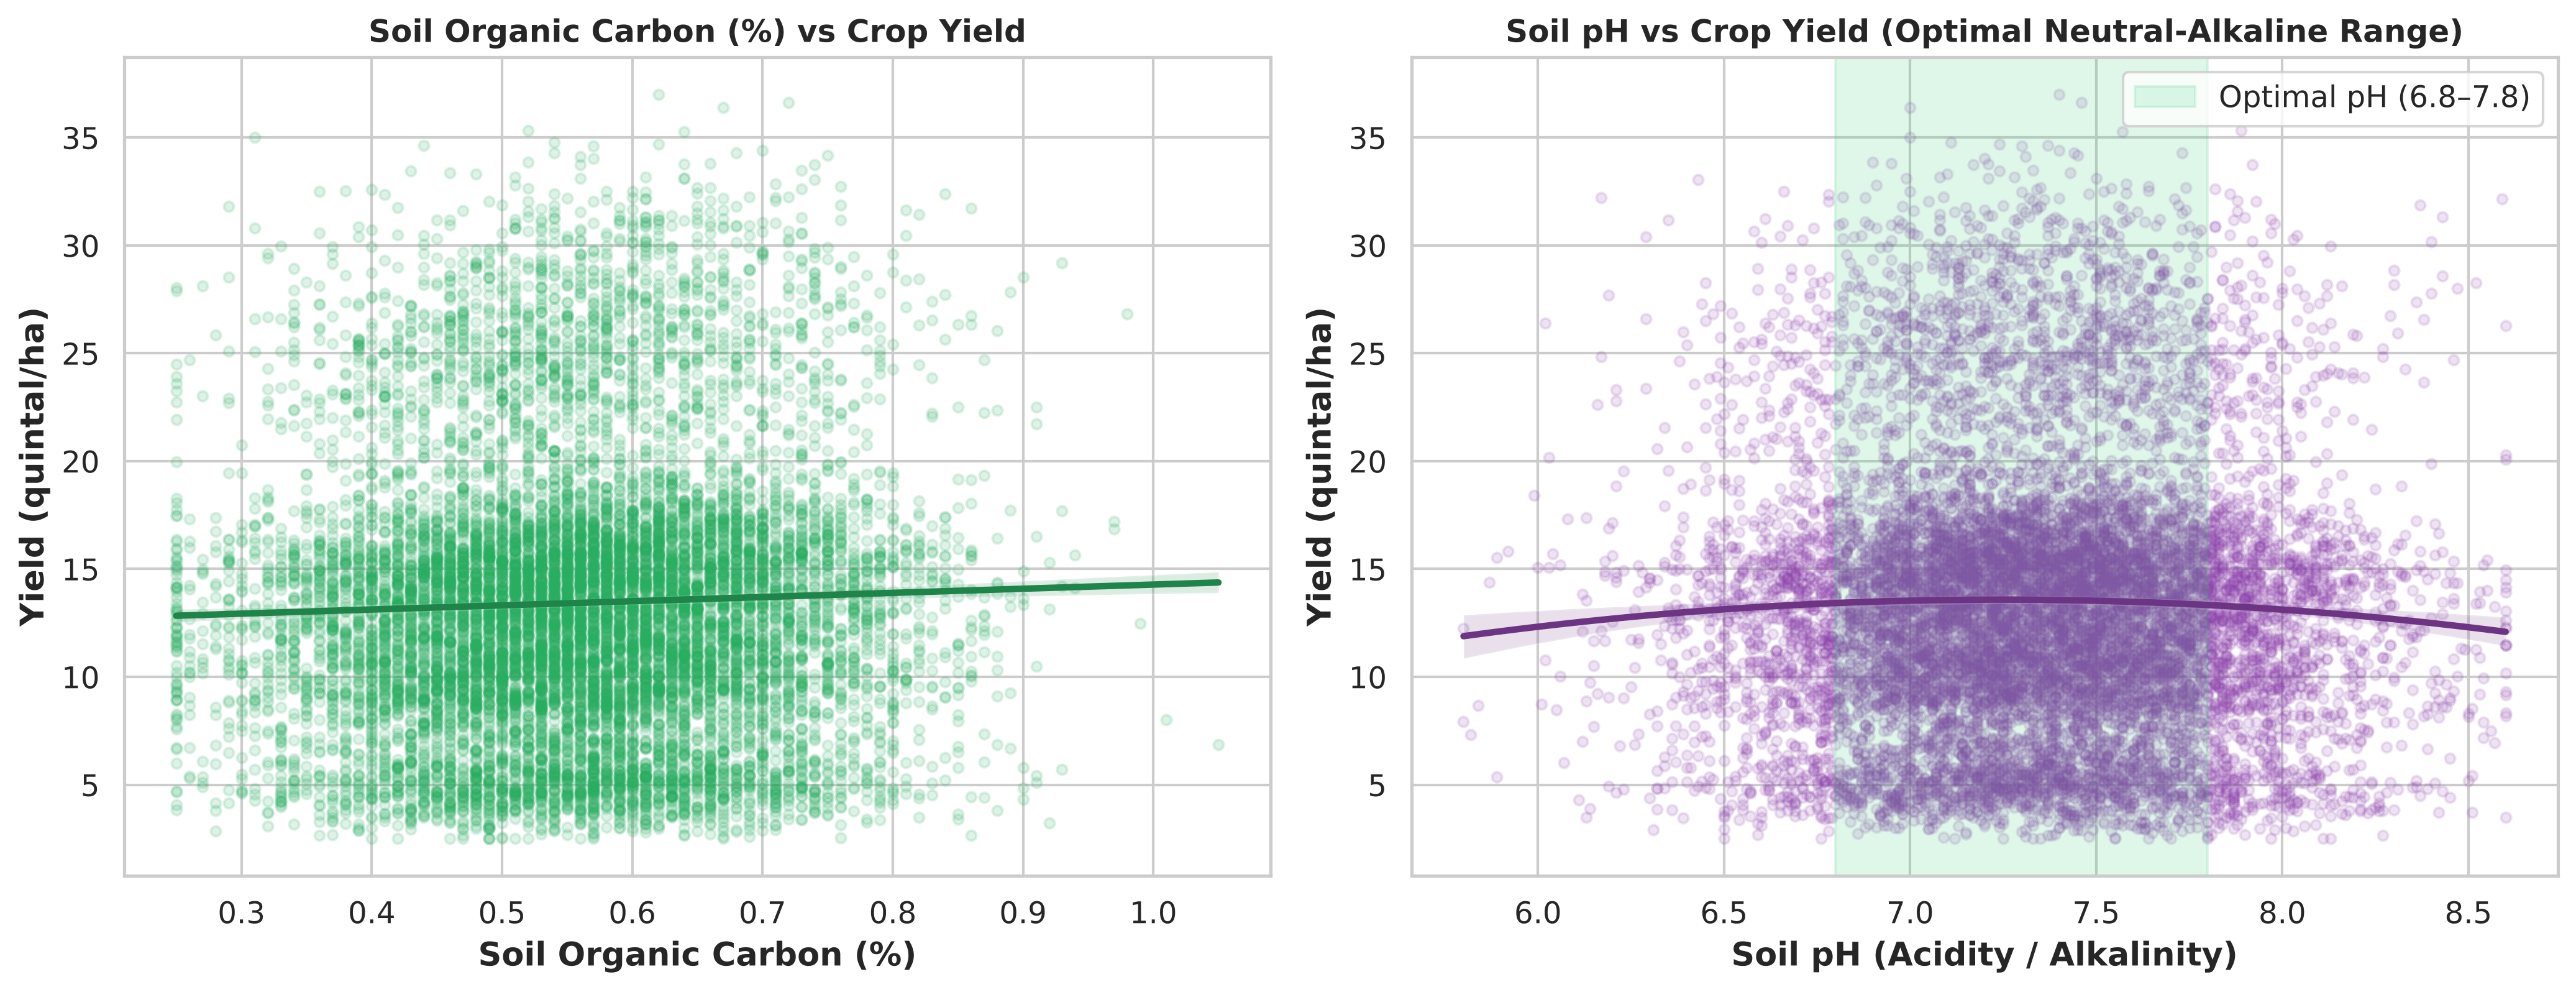 Soil Organic Carbon (%) vs Crop Yield
Yield (quintal/ha)
35
30
25
20
15
10
5
0.3 0.4 0.5 0.6 0.7 0.8 0.9 1.0
Soil Organic Carbon (%)
Soil pH vs Crop Yield (Optimal Neutral-Alkaline Range)
Optimal pH (6.8–7.8)
Yield (quintal/ha)
35
30
25
20
15
10
5
6.0 6.5 7.0 7.5 8.0 8.5
Soil pH (Acidity / Alkalinity)